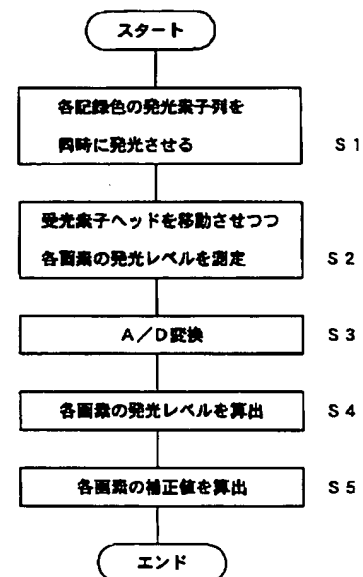 スタート
各記録色の発光素子列を
同時に発光させる S1
受光素子ヘッドを移動させつつ
各画素の発光レベルを測定 S2
A/D変換 S3
各画素の発光レベルを算出 S4
各画素の補正値を算出 S5
エンド